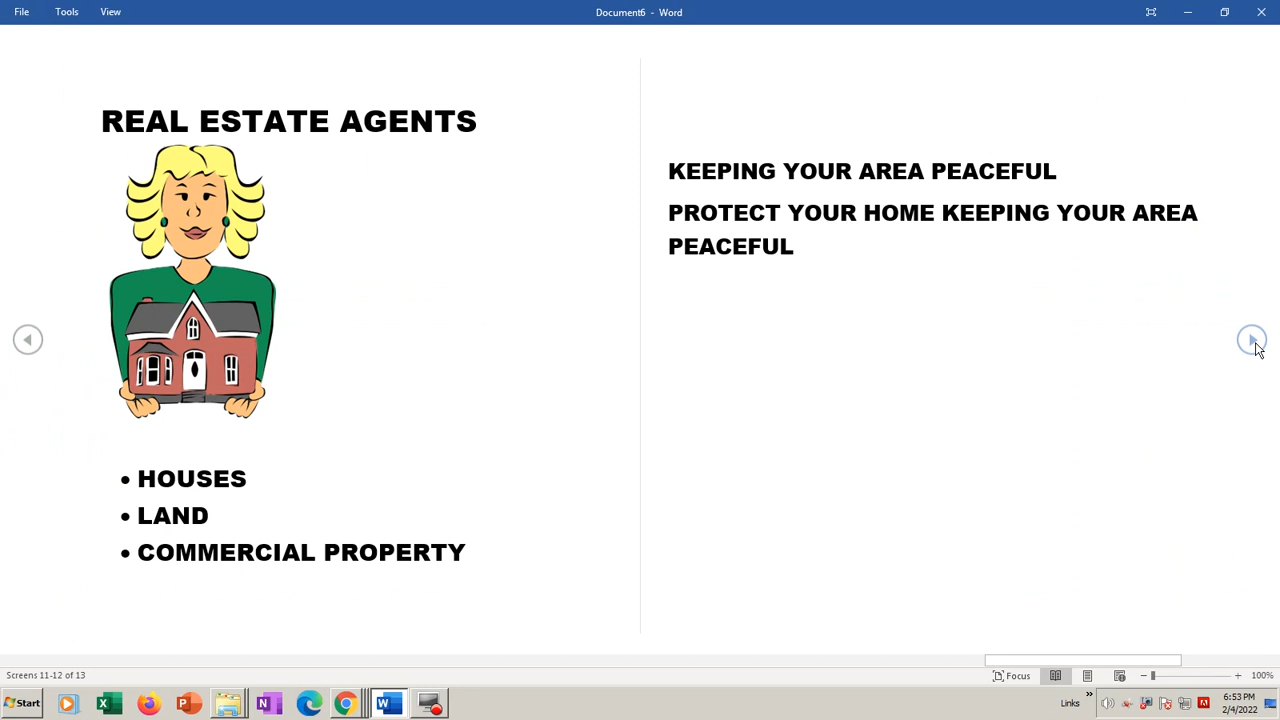 File Tools View
Document6 - Word
REAL ESTATE AGENTS
• HOUSES
• LAND
• COMMERCIAL PROPERTY
KEEPING YOUR AREA PEACEFUL
PROTECT YOUR HOME KEEPING YOUR AREA
PEACEFUL
Screens 11-12 of 13
Focus
100%
Start
Links
6:53 PM
2/4/2022